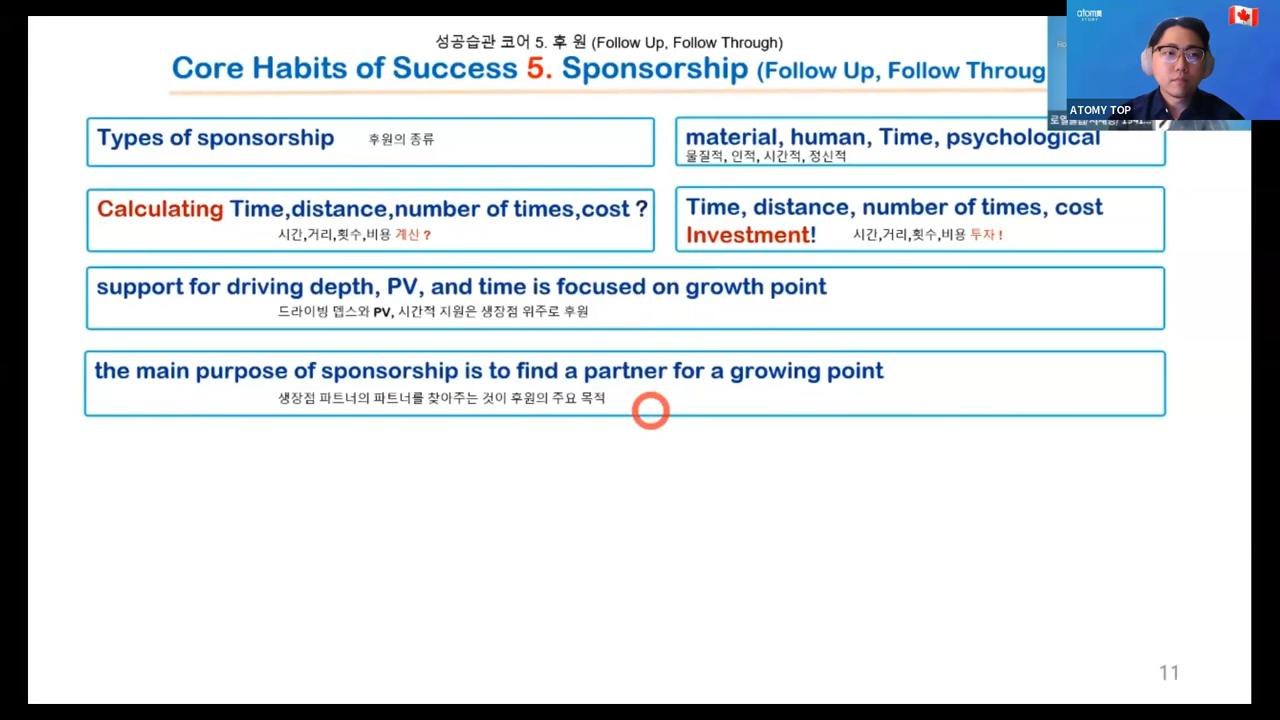 성공습관 코어 5. 후 원 (Follow Up, Follow Through)
Core Habits of Success 5. Sponsorship (Follow Up, Follow Throug
atom美
ATOMY TOP
Types of sponsorship 후원의 종류
material, human, Time, psychological
물질적, 인적, 시간적, 정신적
Calculating Time,distance,number of times,cost ?
시간,거리,횟수,비용 계산 ?
Time, distance, number of times, cost
Investment! 시간,거리,횟수,비용 투자 !
support for driving depth, PV, and time is focused on growth point
드라이빙 뎁스와 PV, 시간적 지원은 생장점 위주로 후원
the main purpose of sponsorship is to find a partner for a growing point
생장점 파트너의 파트너를 찾아주는 것이 후원의 주요 목적
11